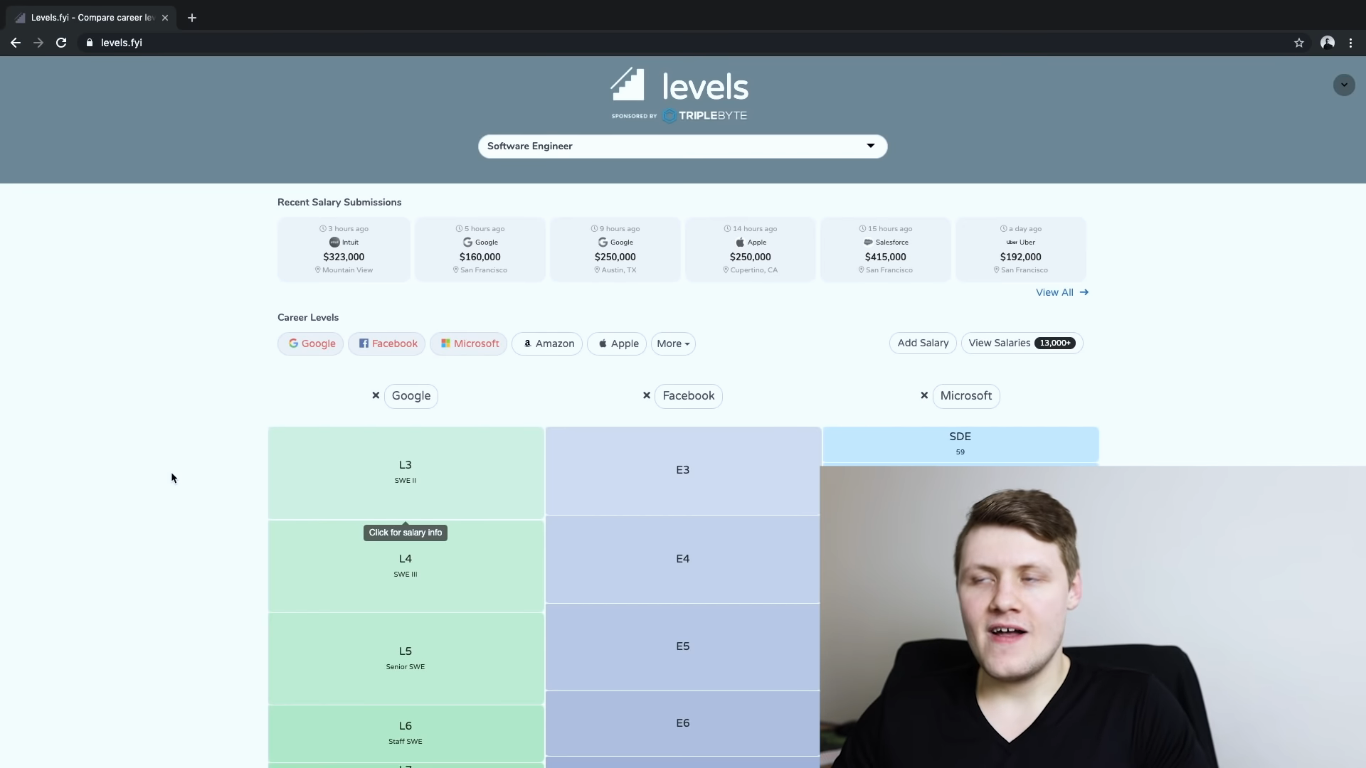 Levels.fyi - Compare career le
levels.fyi
levels
SPONSORED BY TRIPLEBYTE
Software Engineer
Recent Salary Submissions
3 hours ago
Intuit
$323,000
Mountain View
5 hours ago
Google
$160,000
San Francisco
9 hours ago
Google
$250,000
Austin, TX
14 hours ago
Apple
$250,000
Cupertino, CA
15 hours ago
Salesforce
$415,000
San Francisco
a day ago
Uber Uber
$192,000
San Francisco
View All
Career Levels
Google Facebook Microsoft Amazon Apple More Add Salary View Salaries 13,000+
Google Facebook Microsoft
L3
SWE II
Click for salary info
L4
SWE III
L5
Senior SWE
L6
Staff SWE
E3
E4
E5
E6
SDE
59